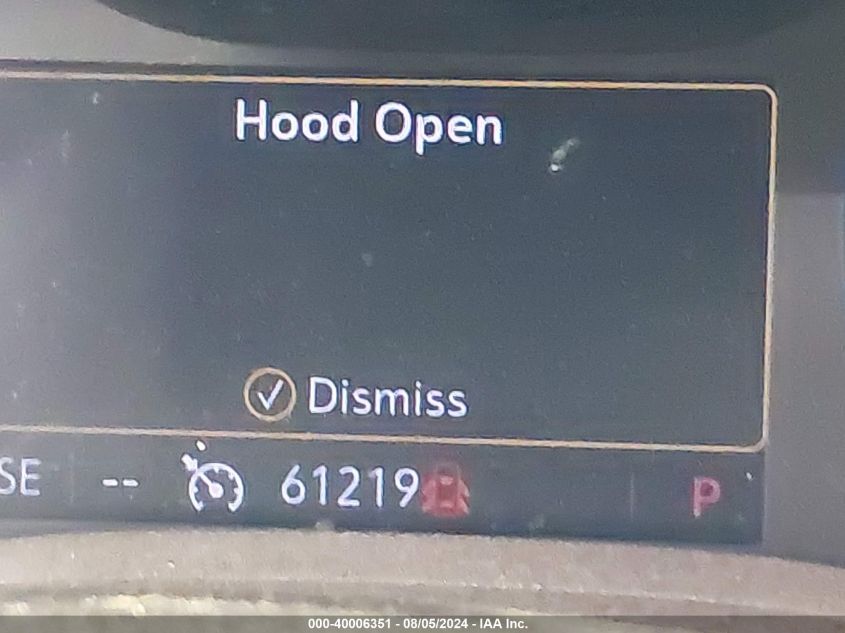 Hood Open
Dismiss
SE -- 61219 P
000-40006351 - 08/05/2024 - IAA Inc.